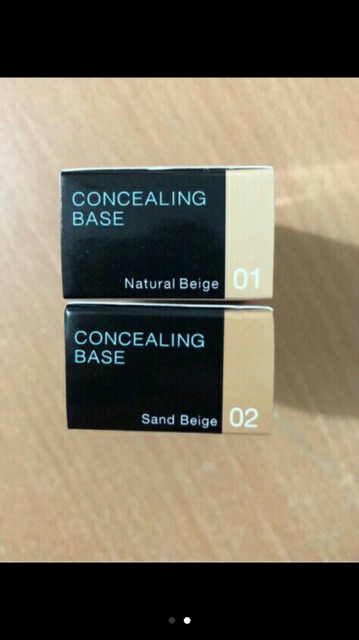 CONCEALING
BASE
Natural Beige 01
CONCEALING
BASE
Sand Beige 02